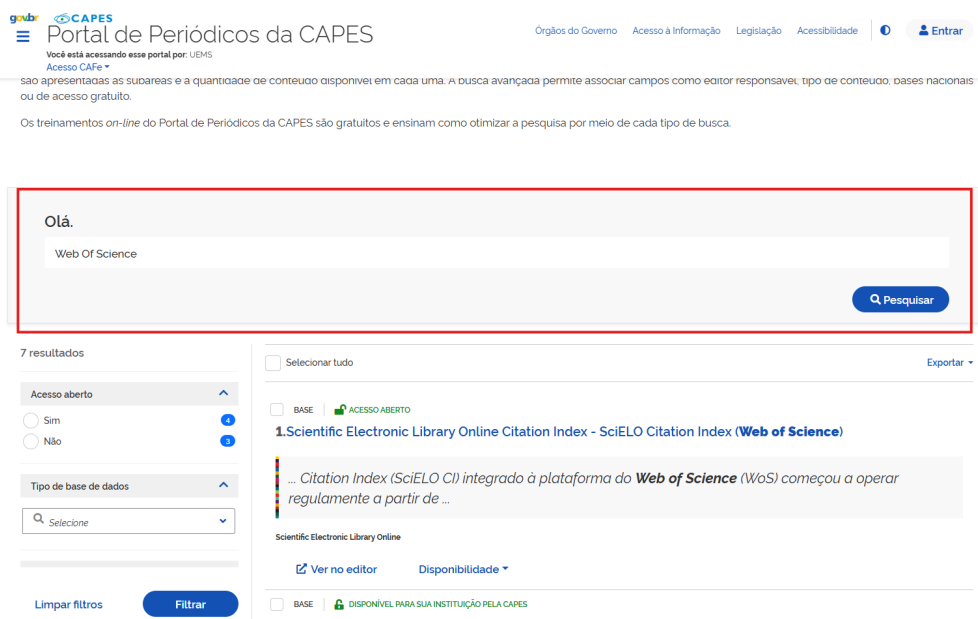 gov.br CAPES
Portal de Periódicos da CAPES
Órgãos do Governo Acesso à Informação Legislação Acessibilidade Entrar
Você está acessando esse portal por: UEMS
Acesso CAFe
são apresentadas as subáreas e a quantidade de conteúdo disponível em cada uma. A busca avançada permite associar campos como editor responsável, tipo de conteúdo, bases nacionais
ou de acesso gratuito.
Os treinamentos on-line do Portal de Periódicos da CAPES são gratuitos e ensinam como otimizar a pesquisa por meio de cada tipo de busca.
Olá.
Web Of Science
Pesquisar
7 resultados
Acesso aberto
Sim 4
Não 3
Tipo de base de dados
Selecione
Limpar filtros Filtrar
Selecionar tudo Exportar
BASE ACESSO ABERTO
1.Scientific Electronic Library Online Citation Index - SciELO Citation Index (Web of Science)
... Citation Index (SciELO CI) integrado à plataforma do Web of Science (WoS) começou a operar
regulamente a partir de ...
Scientific Electronic Library Online
Ver no editor Disponibilidade
BASE DISPONÍVEL PARA SUA INSTITUIÇÃO PELA CAPES